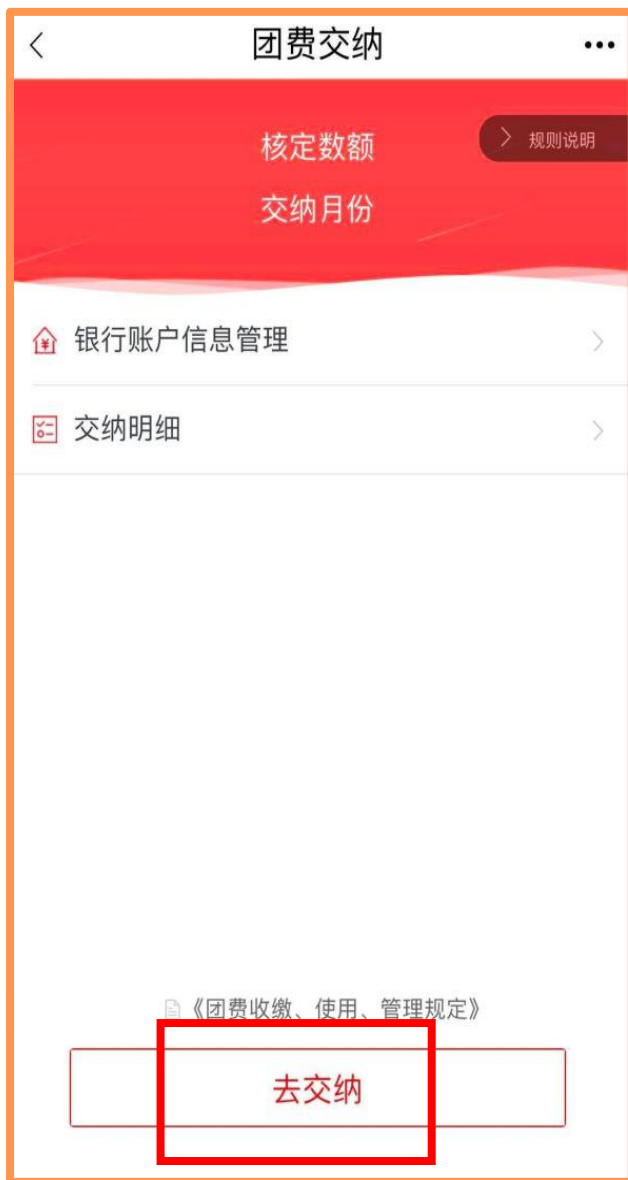 团费交纳
核定数额
规则说明
交纳月份
银行账户信息管理
交纳明细
《团费收缴、使用、管理规定》
去交纳